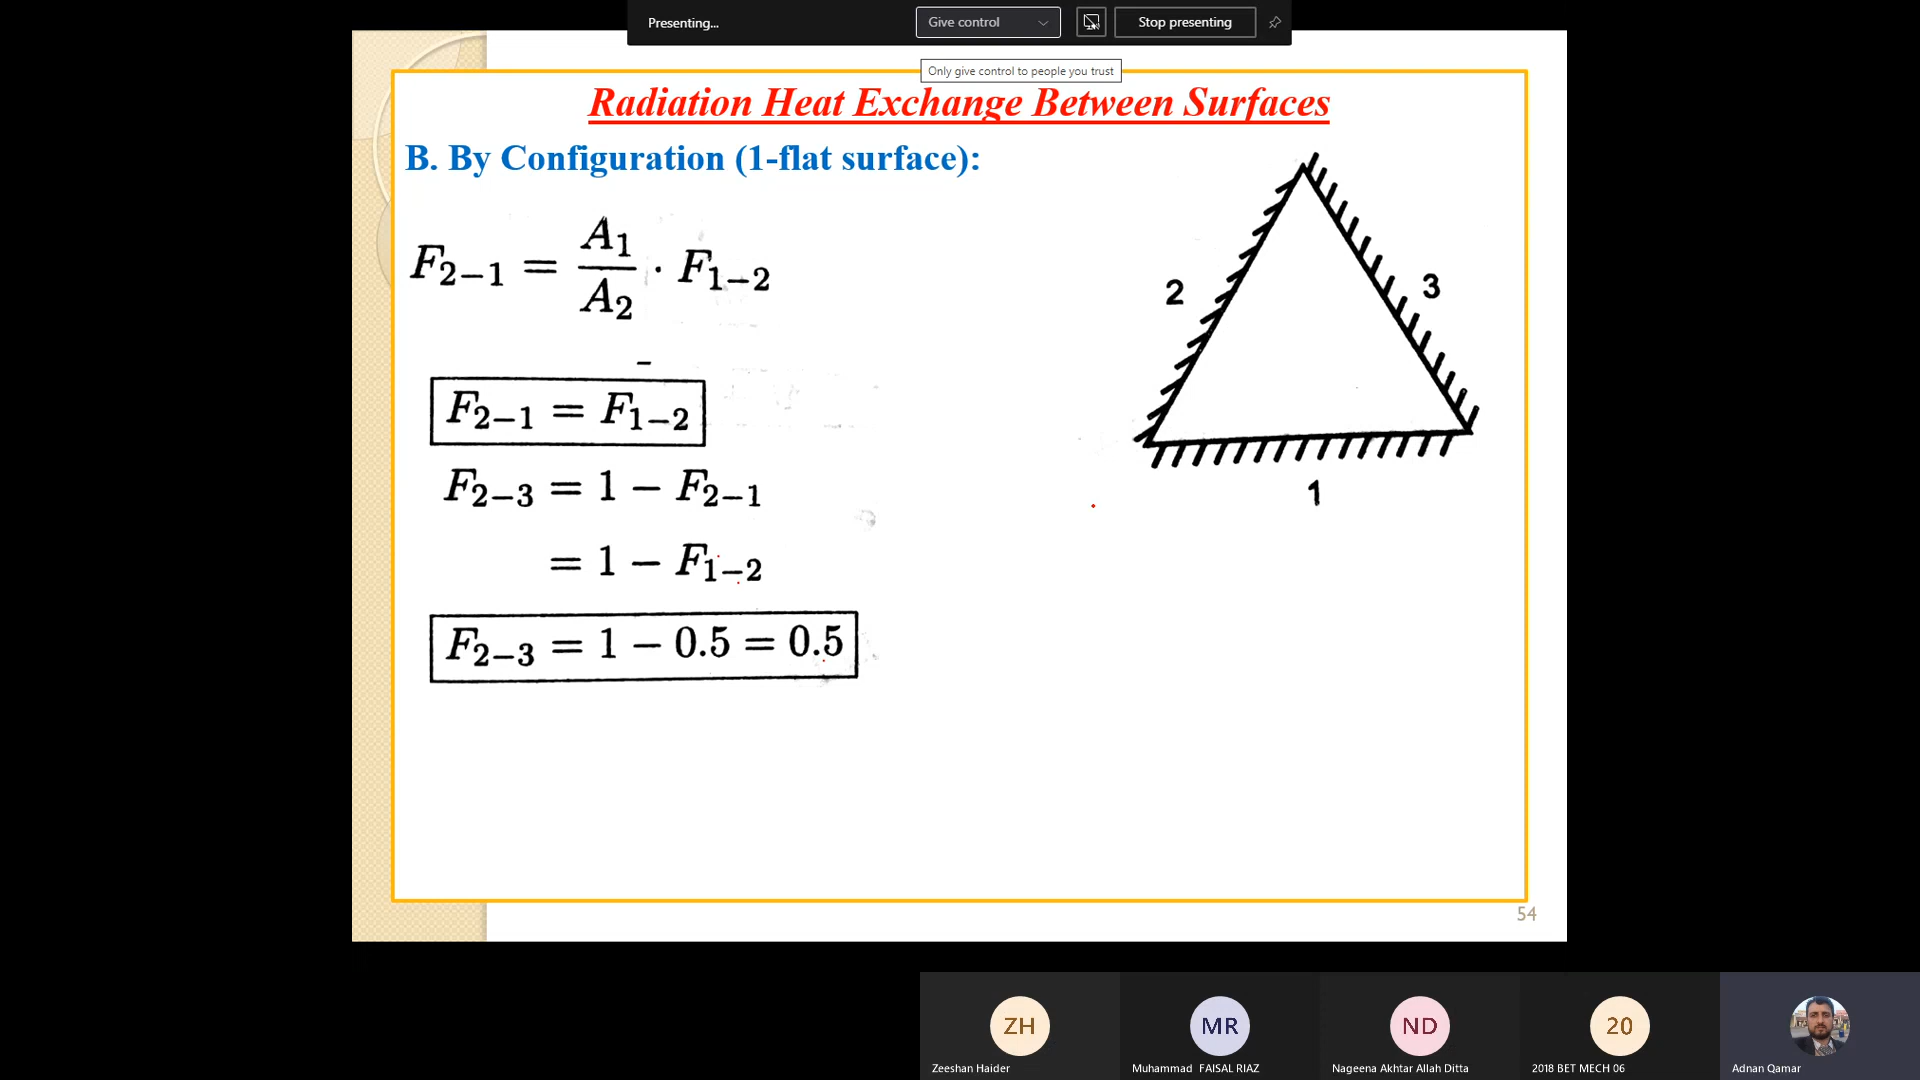 Presenting...
Give control
Stop presenting
Only give control to people you trust
Radiation Heat Exchange Between Surfaces
B. By Configuration (1-flat surface):
F2−1 = A1/A2 · F1−2
F2−1 = F1−2
F2−3 = 1 − F2−1
= 1 − F1−2
F2−3 = 1 − 0.5 = 0.5
2
3
1
54
ZH
MR
ND
20
Zeeshan Haider
Muhammad FAISAL RIAZ
Nageena Akhtar Allah Ditta
2018 BET MECH 06
Adnan Qamar